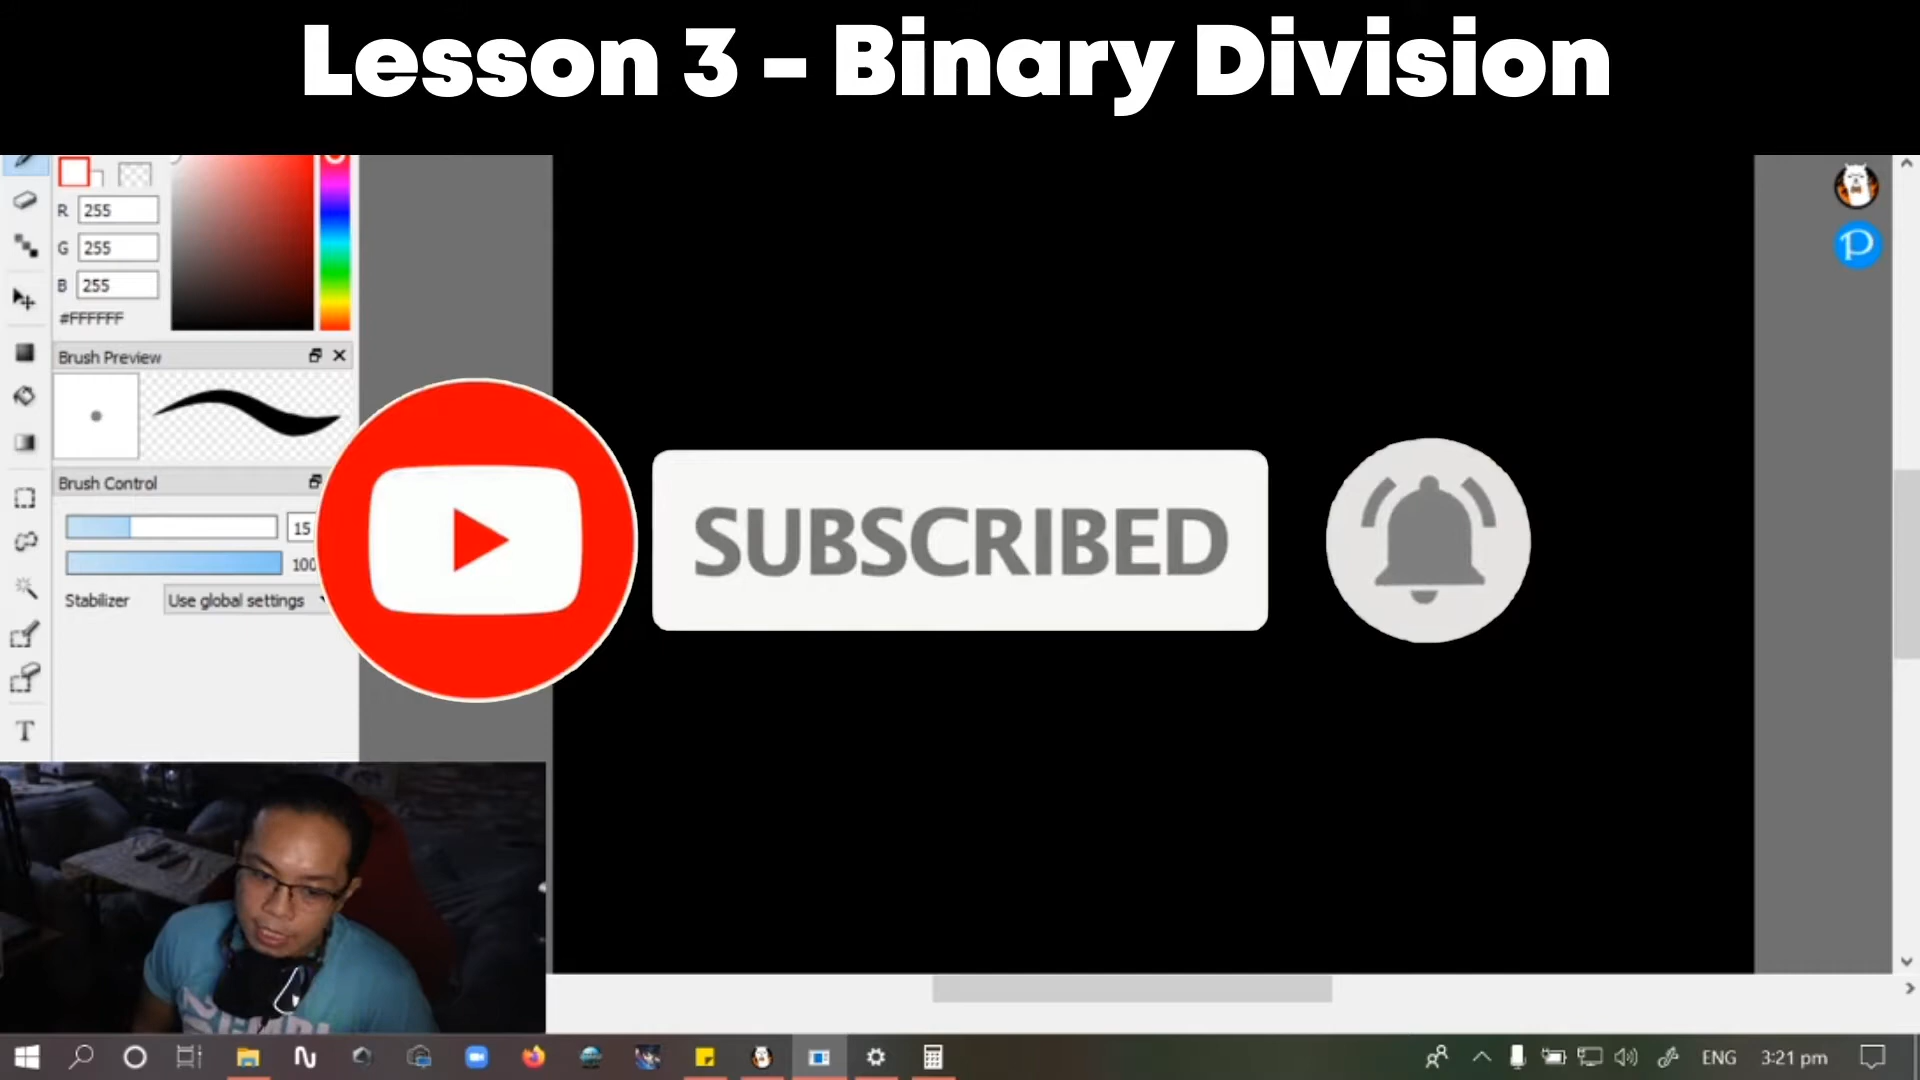 Lesson 3 - Binary Division
R 255
G 255
B 255
#FFFFFF
Brush Preview
Brush Control
15
100
Stabilizer Use global settings
SUBSCRIBED
T
P
ENG 3:21 pm